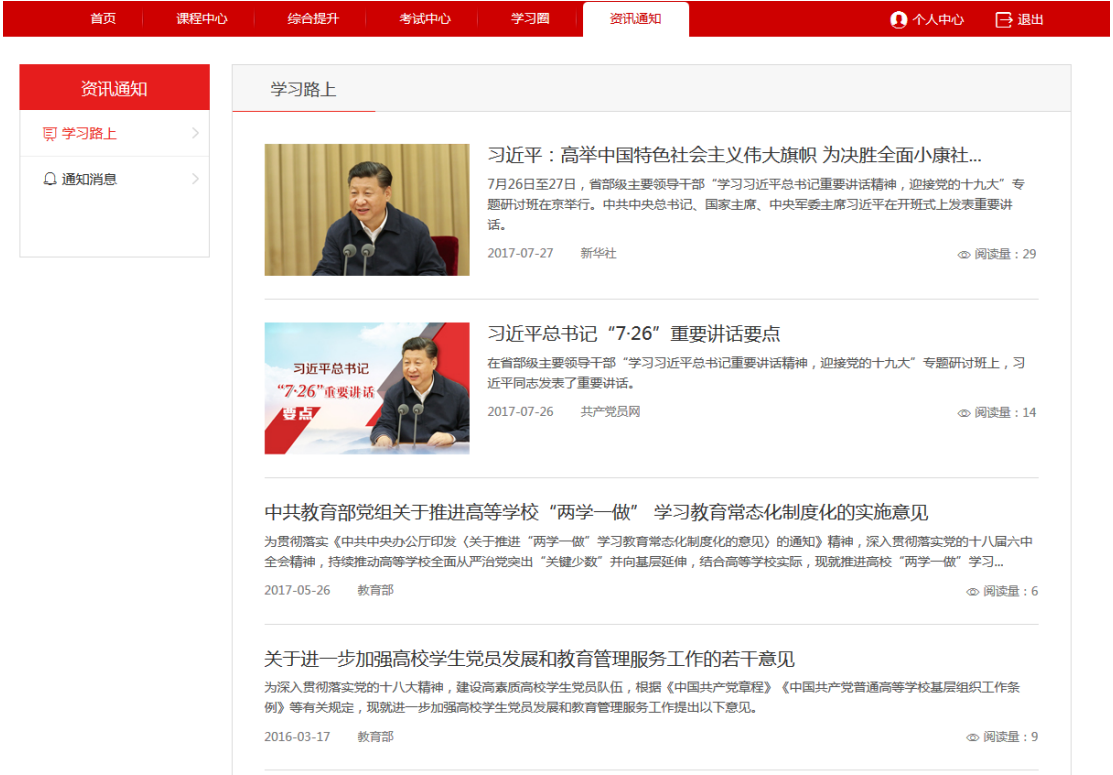 首页 课程中心 综合提升 考试中心 学习圈 资讯通知 个人中心 退出
资讯通知
学习路上
通知消息
学习路上
习近平：高举中国特色社会主义伟大旗帜 为决胜全面小康社...
7月26日至27日，省部级主要领导干部“学习习近平总书记重要讲话精神，迎接党的十九大”专
题研讨班在京举行。中共中央总书记、国家主席、中央军委主席习近平在开班式上发表重要讲
话。
2017-07-27 新华社 阅读量：29
习近平总书记
“7·26”重要讲话
要点
习近平总书记“7·26”重要讲话要点
在省部级主要领导干部“学习习近平总书记重要讲话精神，迎接党的十九大”专题研讨班上，习
近平同志发表了重要讲话。
2017-07-26 共产党员网 阅读量：14
中共教育部党组关于推进高等学校“两学一做” 学习教育常态化制度化的实施意见
为贯彻落实《中共中央办公厅印发〈关于推进“两学一做”学习教育常态化制度化的意见〉的通知》精神，深入贯彻落实党的十八届六中
全会精神，持续推动高等学校全面从严治党突出“关键少数”并向基层延伸，结合高等学校实际，现就推进高校“两学一做”学习...
2017-05-26 教育部 阅读量：6
关于进一步加强高校学生党员发展和教育管理服务工作的若干意见
为深入贯彻落实党的十八大精神，建设高素质高校学生党员队伍，根据《中国共产党章程》《中国共产党普通高等学校基层组织工作条
例》等有关规定，现就进一步加强高校学生党员发展和教育管理服务工作提出以下意见。
2016-03-17 教育部 阅读量：9